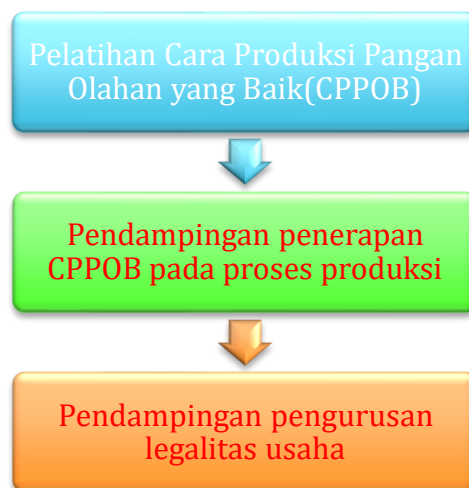 Pelatihan Cara Produksi Pangan
Olahan yang Baik(CPPOB)
Pendampingan penerapan
CPPOB pada proses produksi
Pendampingan pengurusan
legalitas usaha